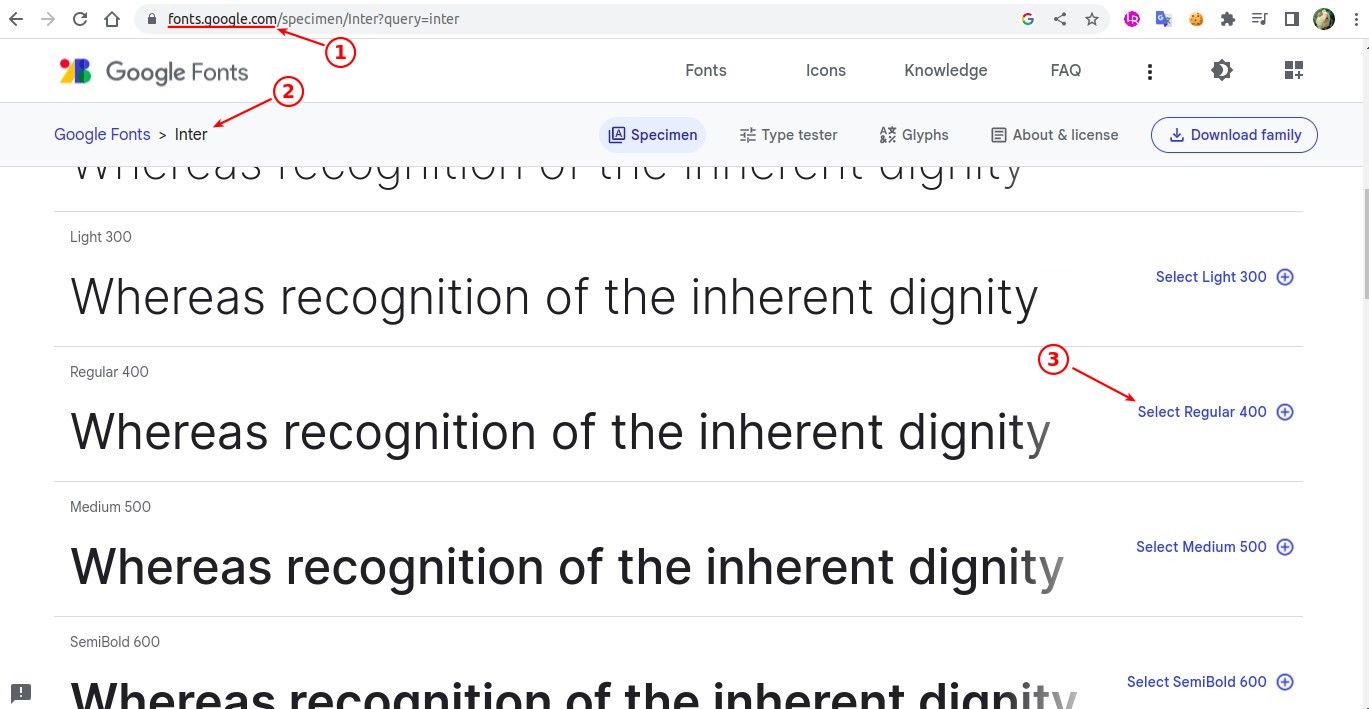 fonts.google.com/specimen/Inter?query=inter
1
Google Fonts
Fonts
Icons
Knowledge
FAQ
2
Google Fonts > Inter
Specimen
Type tester
Glyphs
About & license
Download family
Whereas recognition of the inherent dignity
Light 300
Select Light 300
Whereas recognition of the inherent dignity
3
Regular 400
Select Regular 400
Whereas recognition of the inherent dignity
Medium 500
Select Medium 500
Whereas recognition of the inherent dignity
SemiBold 600
Select SemiBold 600
Whereas recognition of the inherent dignity